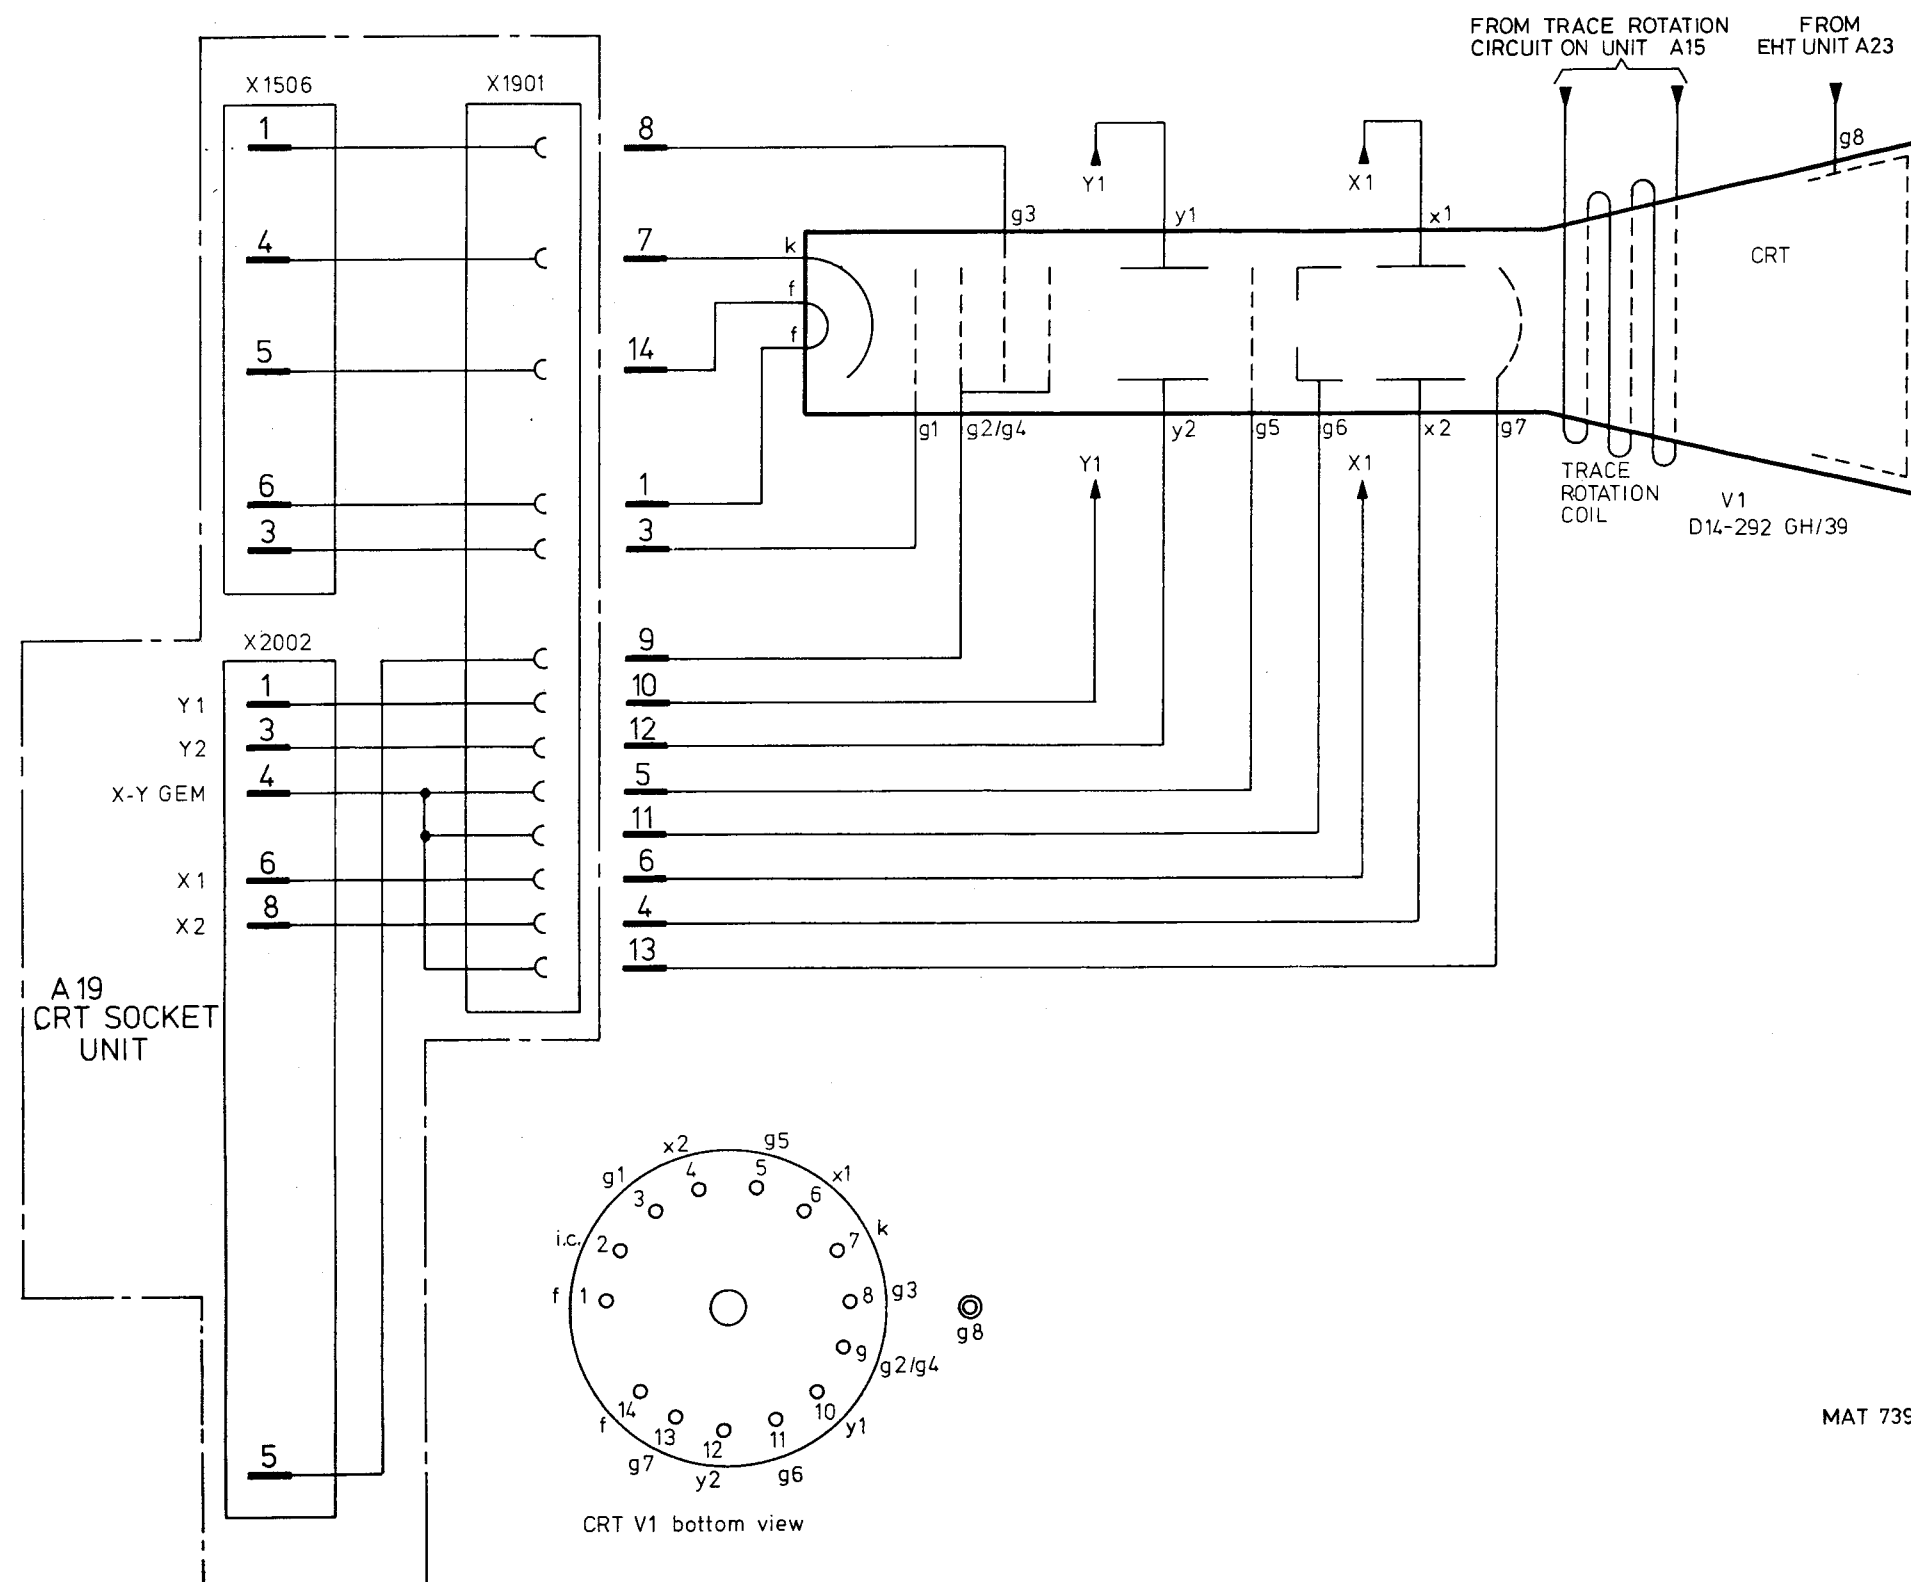 FROM TRACE ROTATION
CIRCUIT ON UNIT A15
FROM
EHT UNIT A23
X1506
X1901
1
8
g8
Y1
X1
g3
y1
x1
4
7
k
CRT
f
5
14
f
g1
g2/g4
y2
g5
g6
x2
g7
Y1
X1
TRACE
ROTATION
COIL
V1
D14-292 GH/39
6
1
3
3
X2002
9
1
10
Y1
3
12
Y2
4
5
X-Y GEM
11
6
6
X1
8
4
X2
13
A19
CRT SOCKET
UNIT
x2
g5
g1
4
5
x1
3
6
k
i.c.
2
7
f
1
8
g3
g8
9
g2/g4
14
10
f
13
12
11
y1
g7
y2
g6
MAT 739
5
CRT V1 bottom view